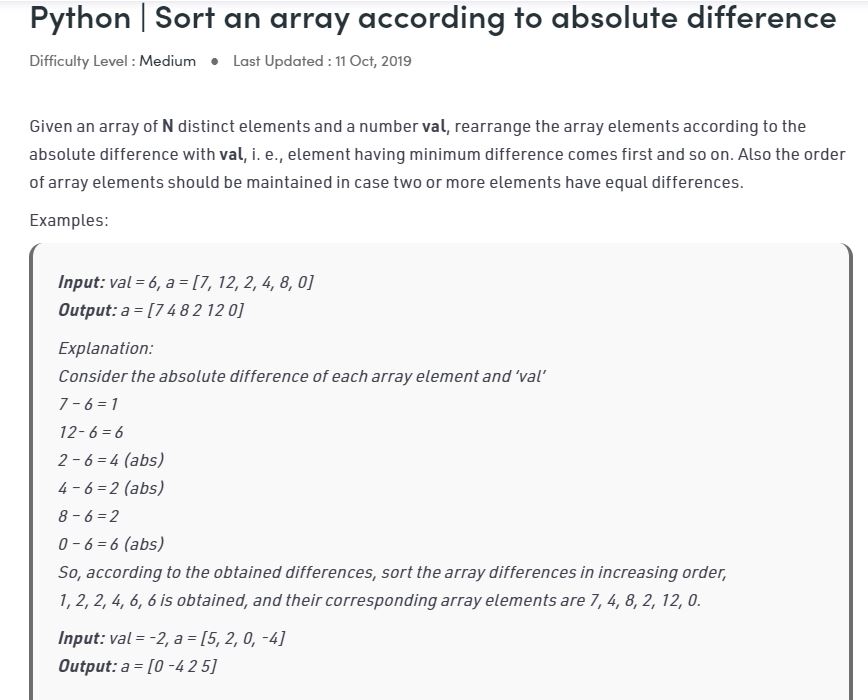 Python | Sort an array according to absolute difference
Difficulty Level : Medium ● Last Updated : 11 Oct, 2019
Given an array of N distinct elements and a number val, rearrange the array elements according to the
absolute difference with val, i. e., element having minimum difference comes first and so on. Also the order
of array elements should be maintained in case two or more elements have equal differences.
Examples:
Input: val = 6, a = [7, 12, 2, 4, 8, 0]
Output: a = [7 4 8 2 12 0]
Explanation:
Consider the absolute difference of each array element and ‘val’
7 – 6 = 1
12- 6 = 6
2 – 6 = 4 (abs)
4 – 6 = 2 (abs)
8 – 6 = 2
0 – 6 = 6 (abs)
So, according to the obtained differences, sort the array differences in increasing order,
1, 2, 2, 4, 6, 6 is obtained, and their corresponding array elements are 7, 4, 8, 2, 12, 0.
Input: val = -2, a = [5, 2, 0, -4]
Output: a = [0 -4 2 5]